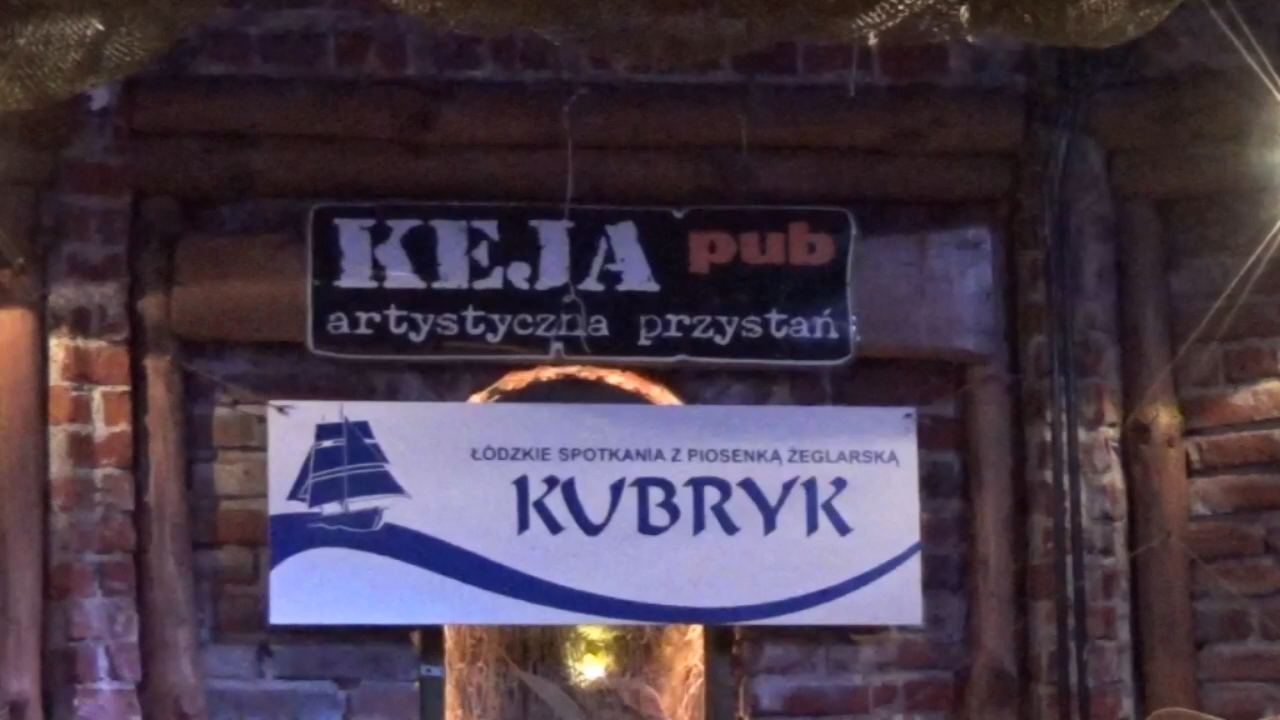 KEJA pub
artystyczna przystań
ŁÓDZKIE SPOTKANIA Z PIOSENKĄ ŻEGLARSKĄ
KUBRYK